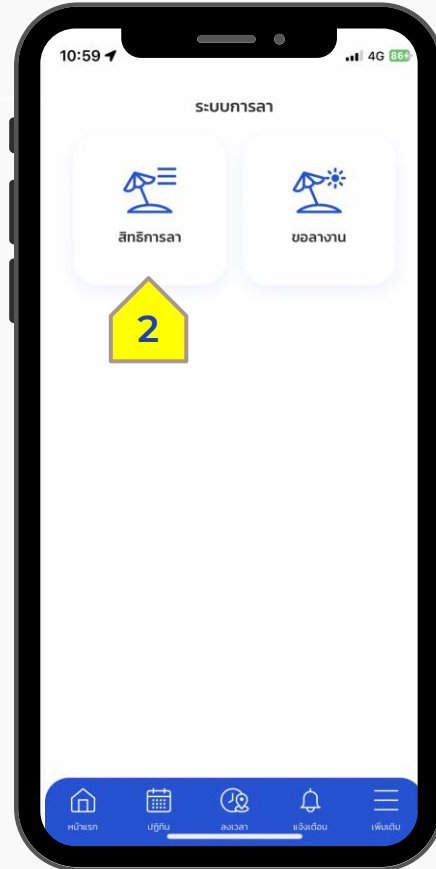 10:59
4G 86
ระบบการลา
สิทธิการลา
ขอลางาน
2
หน้าแรก
ปฏิทิน
ลงเวลา
แจ้งเตือน
เพิ่มเติม